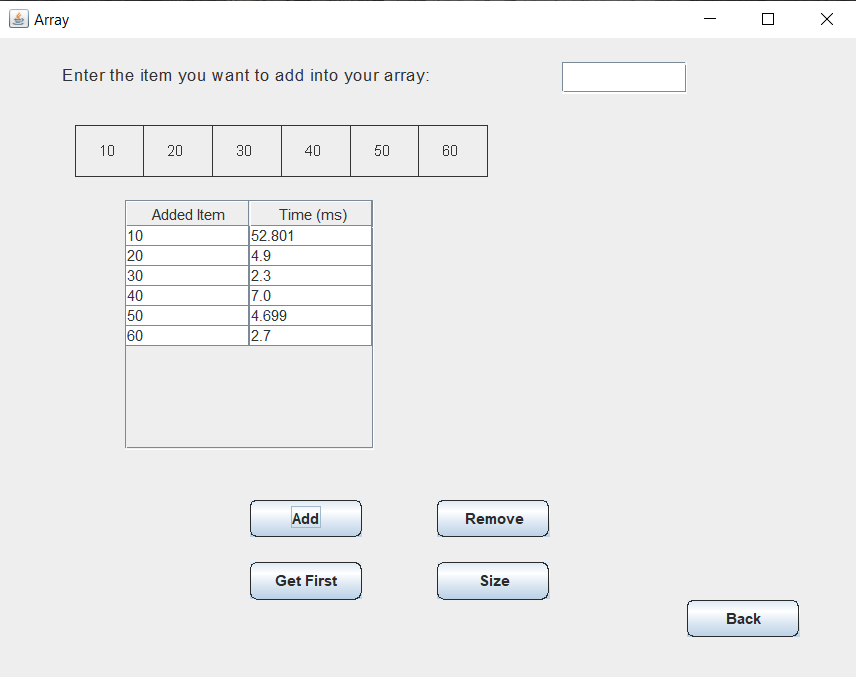 Array
Enter the item you want to add into your array:
10 20 30 40 50 60
Added Item Time (ms)
10 52.801
20 4.9
30 2.3
40 7.0
50 4.699
60 2.7
Add Remove
Get First Size
Back